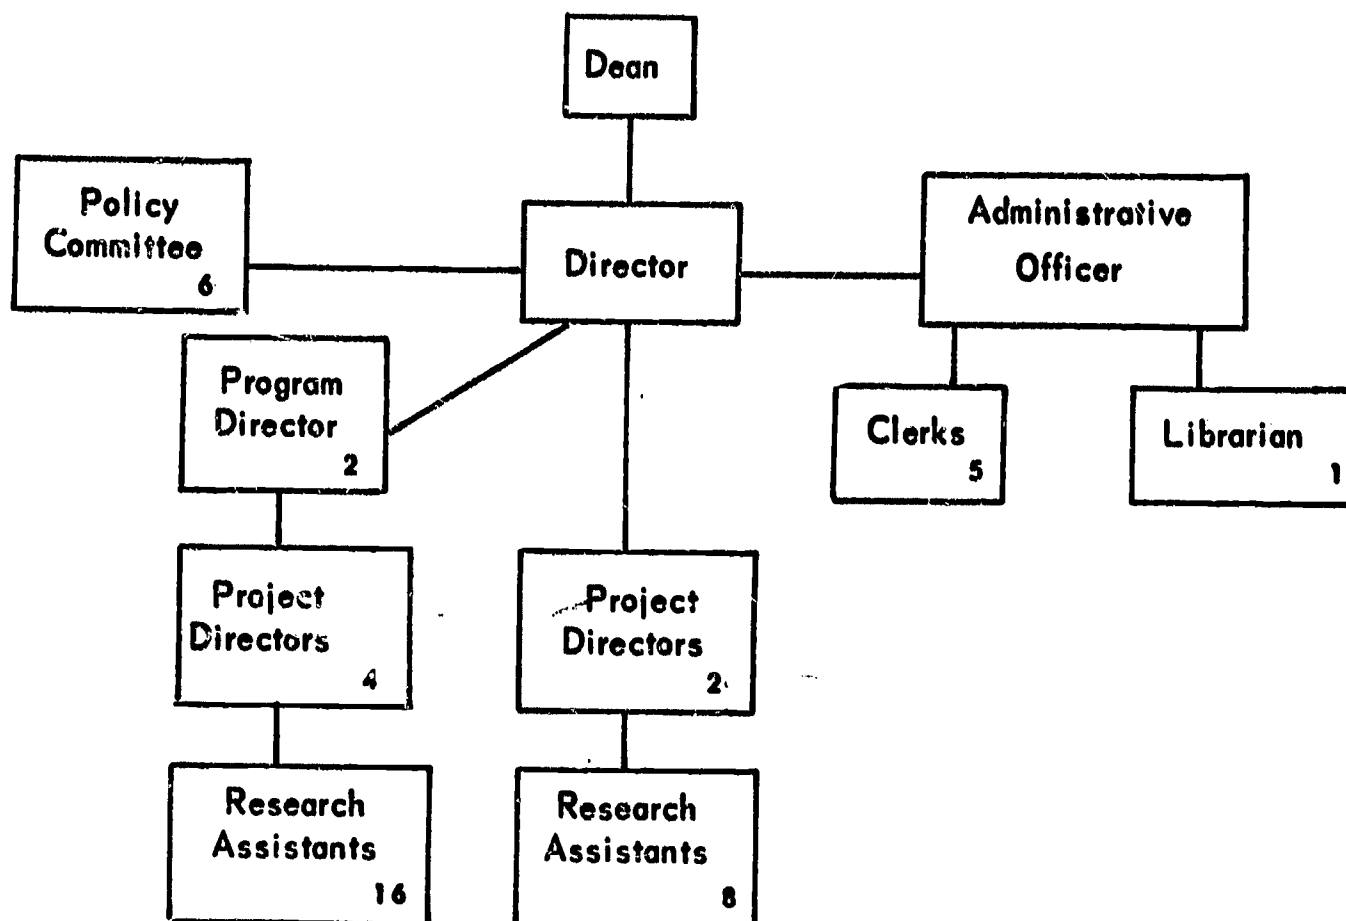 Dean
Policy
Committee
6
Director
Administrative
Officer
Program
Director
2
Clerks
5
Librarian
1
Project
Directors
4
Project
Directors
2
Research
Assistants
16
Research
Assistants
8